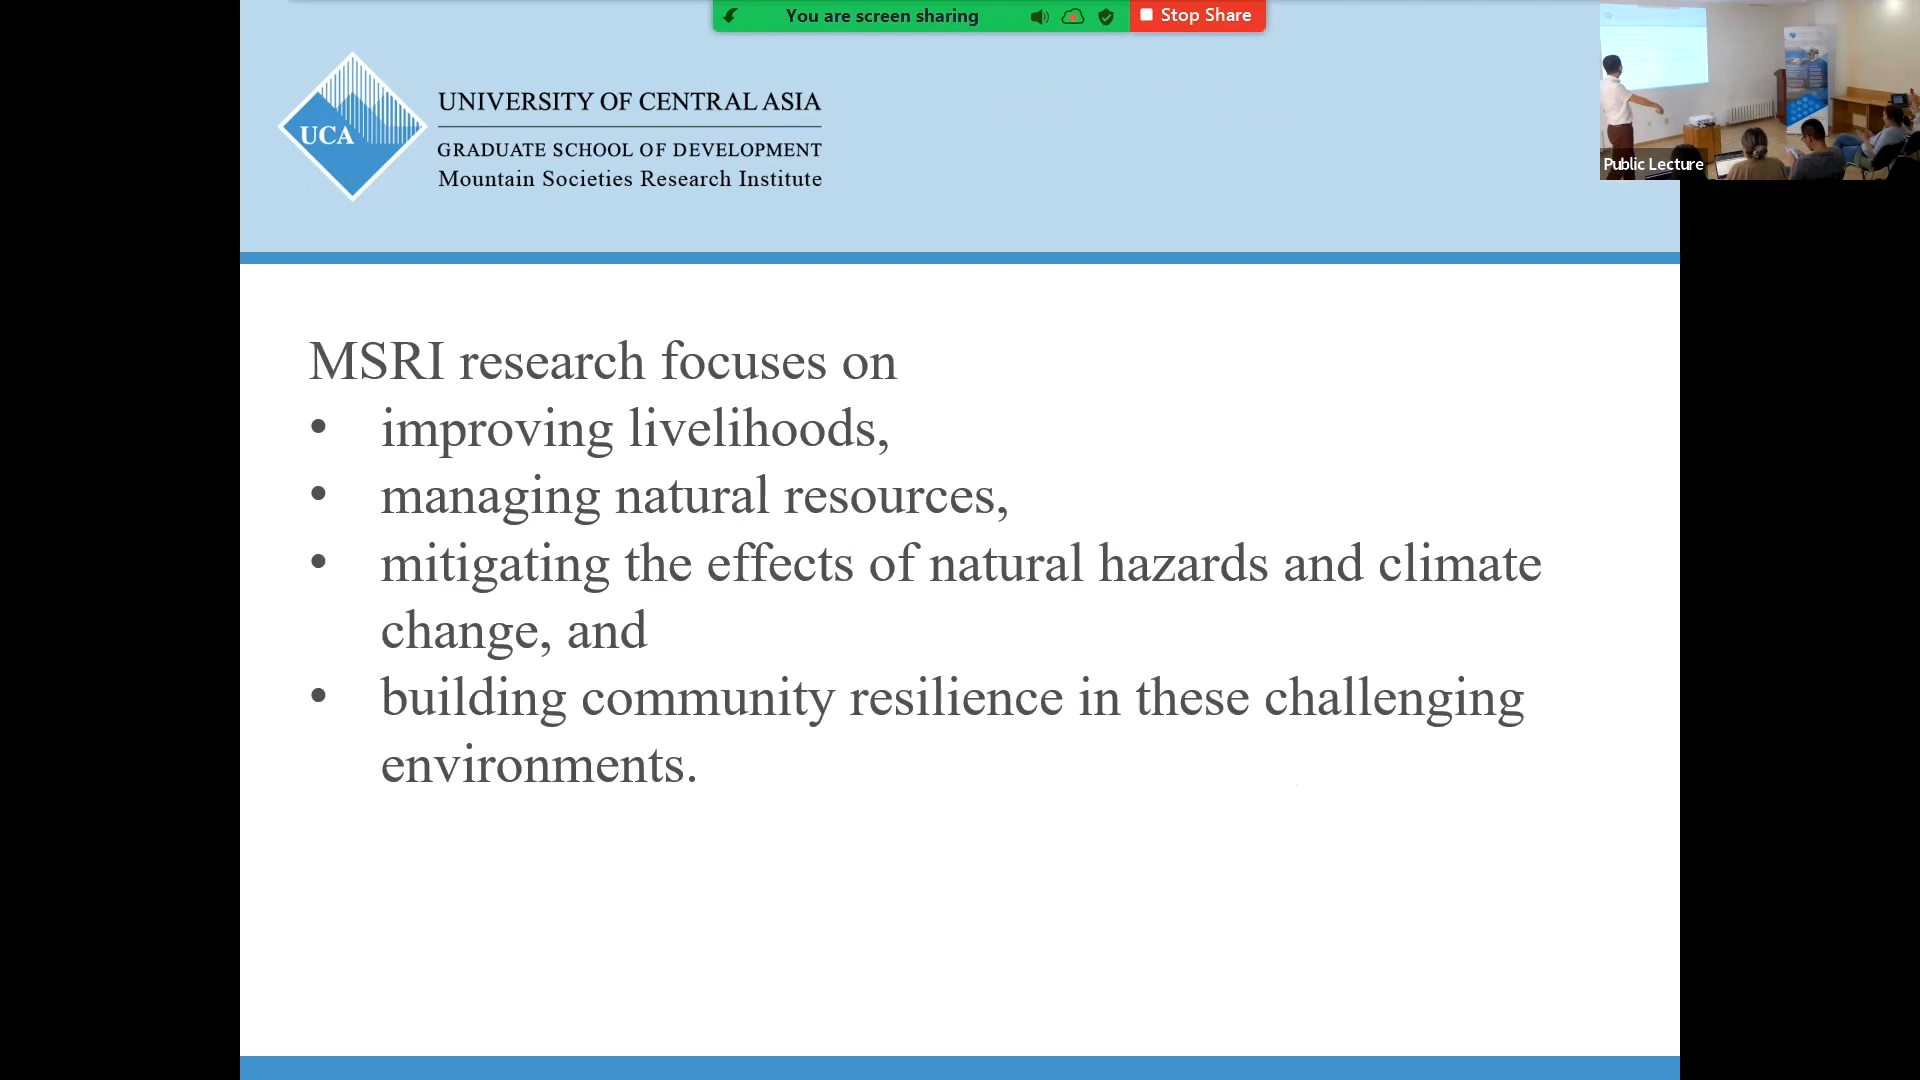 You are screen sharing
Stop Share
UCA
UNIVERSITY OF CENTRAL ASIA
GRADUATE SCHOOL OF DEVELOPMENT
Mountain Societies Research Institute
Public Lecture
MSRI research focuses on
• improving livelihoods,
• managing natural resources,
• mitigating the effects of natural hazards and climate
change, and
• building community resilience in these challenging
environments.